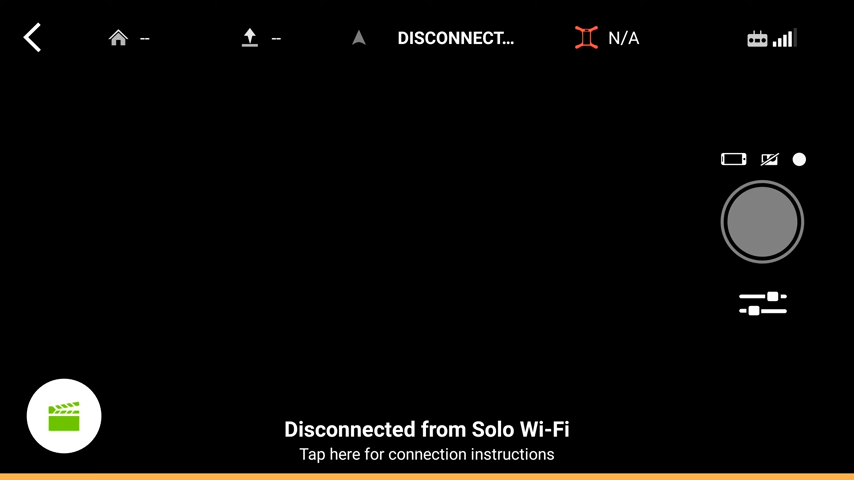 -- -- DISCONNECT... N/A
Disconnected from Solo Wi-Fi
Tap here for connection instructions